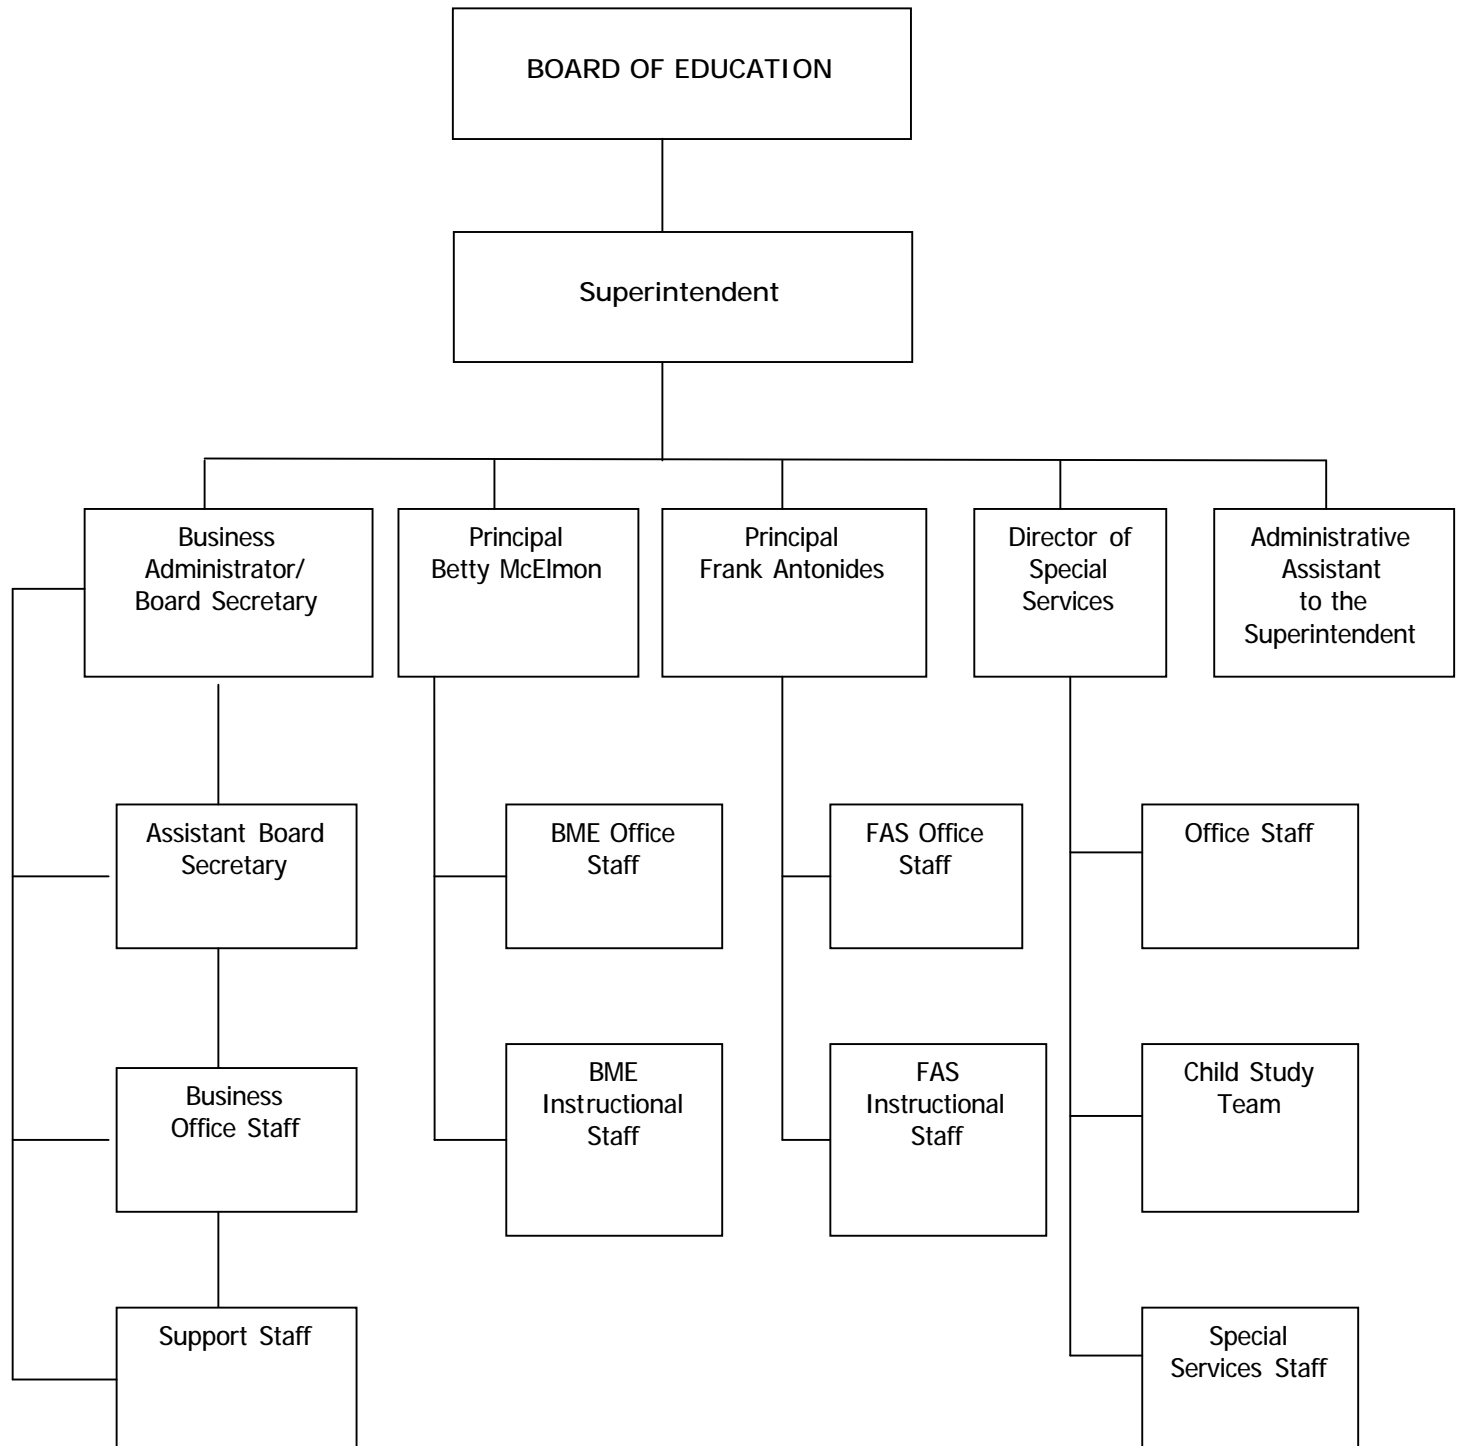 BOARD OF EDUCATION
Superintendent
Business
Administrator/
Board Secretary
Principal
Betty McElmon
Principal
Frank Antonides
Director of
Special
Services
Administrative
Assistant
to the
Superintendent
Assistant Board
Secretary
BME Office
Staff
FAS Office
Staff
Office Staff
Business
Office Staff
BME
Instructional
Staff
FAS
Instructional
Staff
Child Study
Team
Support Staff
Special
Services Staff